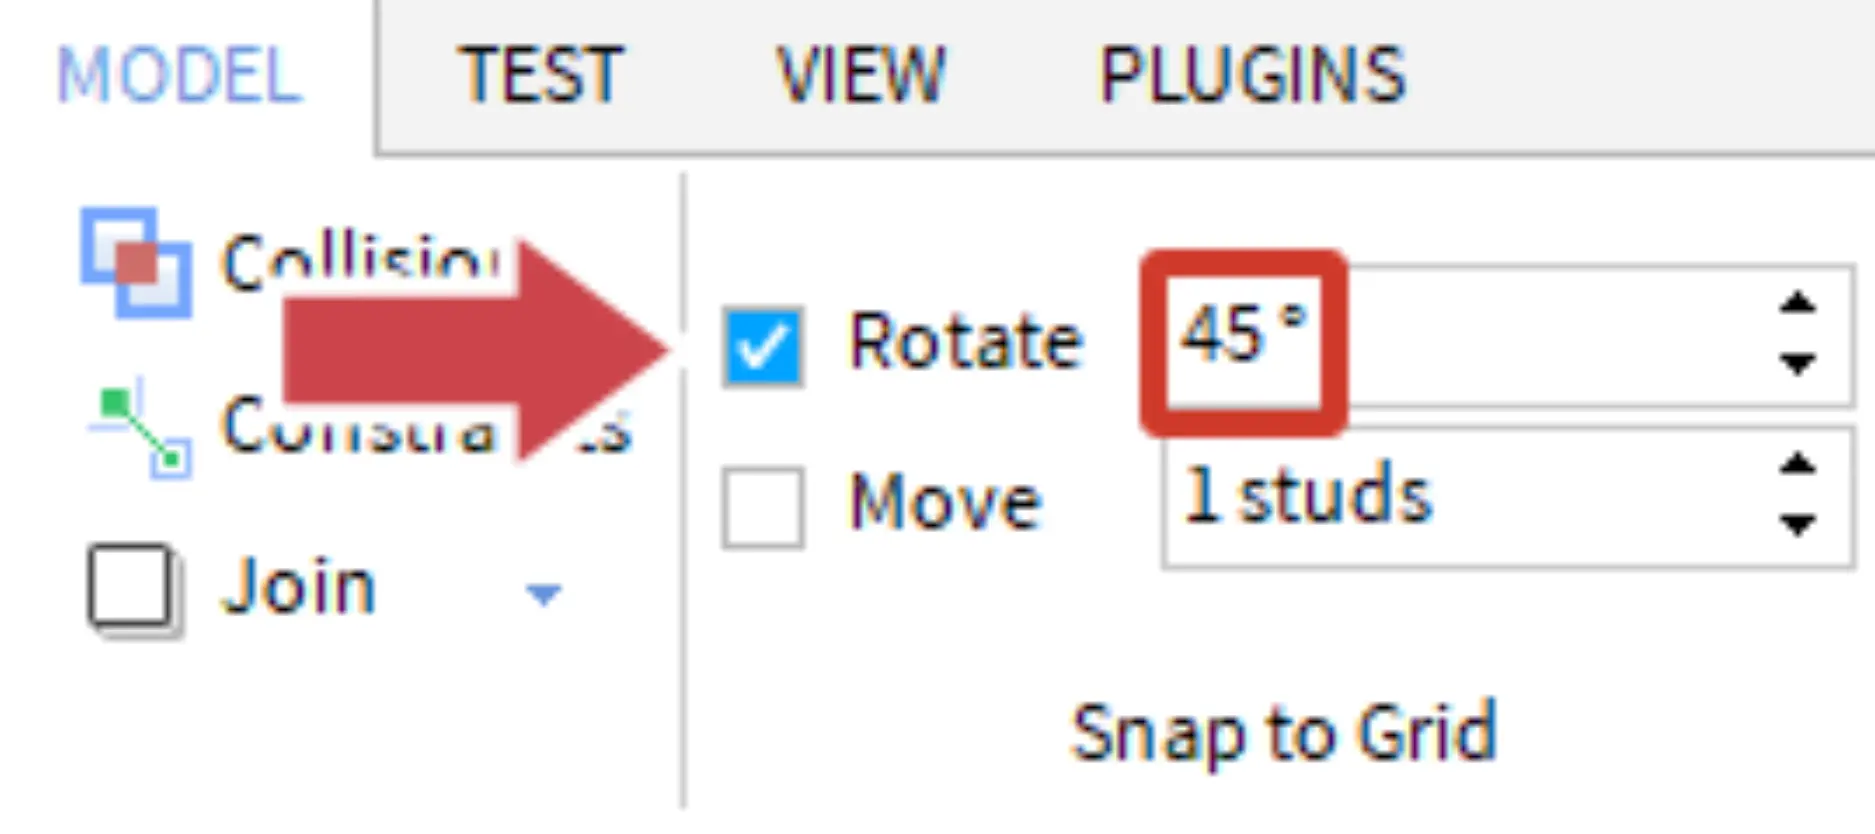 MODEL TEST VIEW PLUGINS
Rotate 45°
Move 1 studs
Join
Snap to Grid